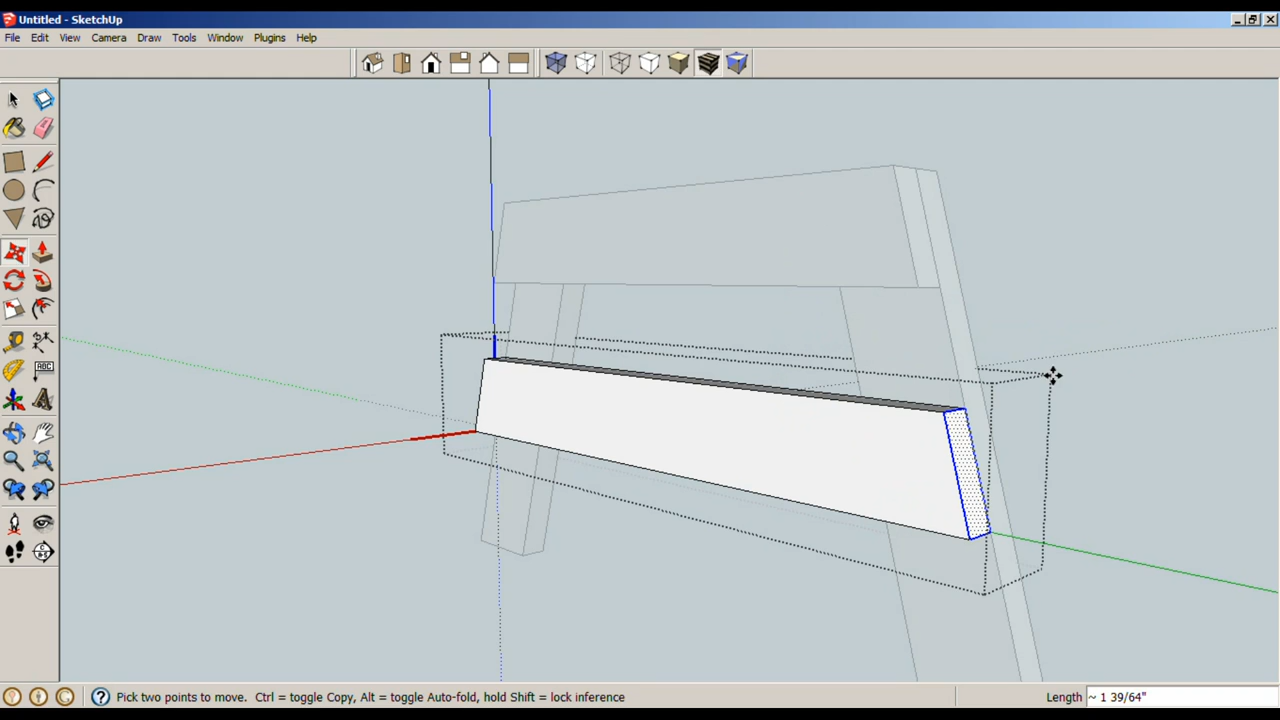 Untitled - SketchUp
File Edit View Camera Draw Tools Window Plugins Help
ABC
Pick two points to move. Ctrl = toggle Copy, Alt = toggle Auto-fold, hold Shift = lock inference
Length ~ 1 39/64"